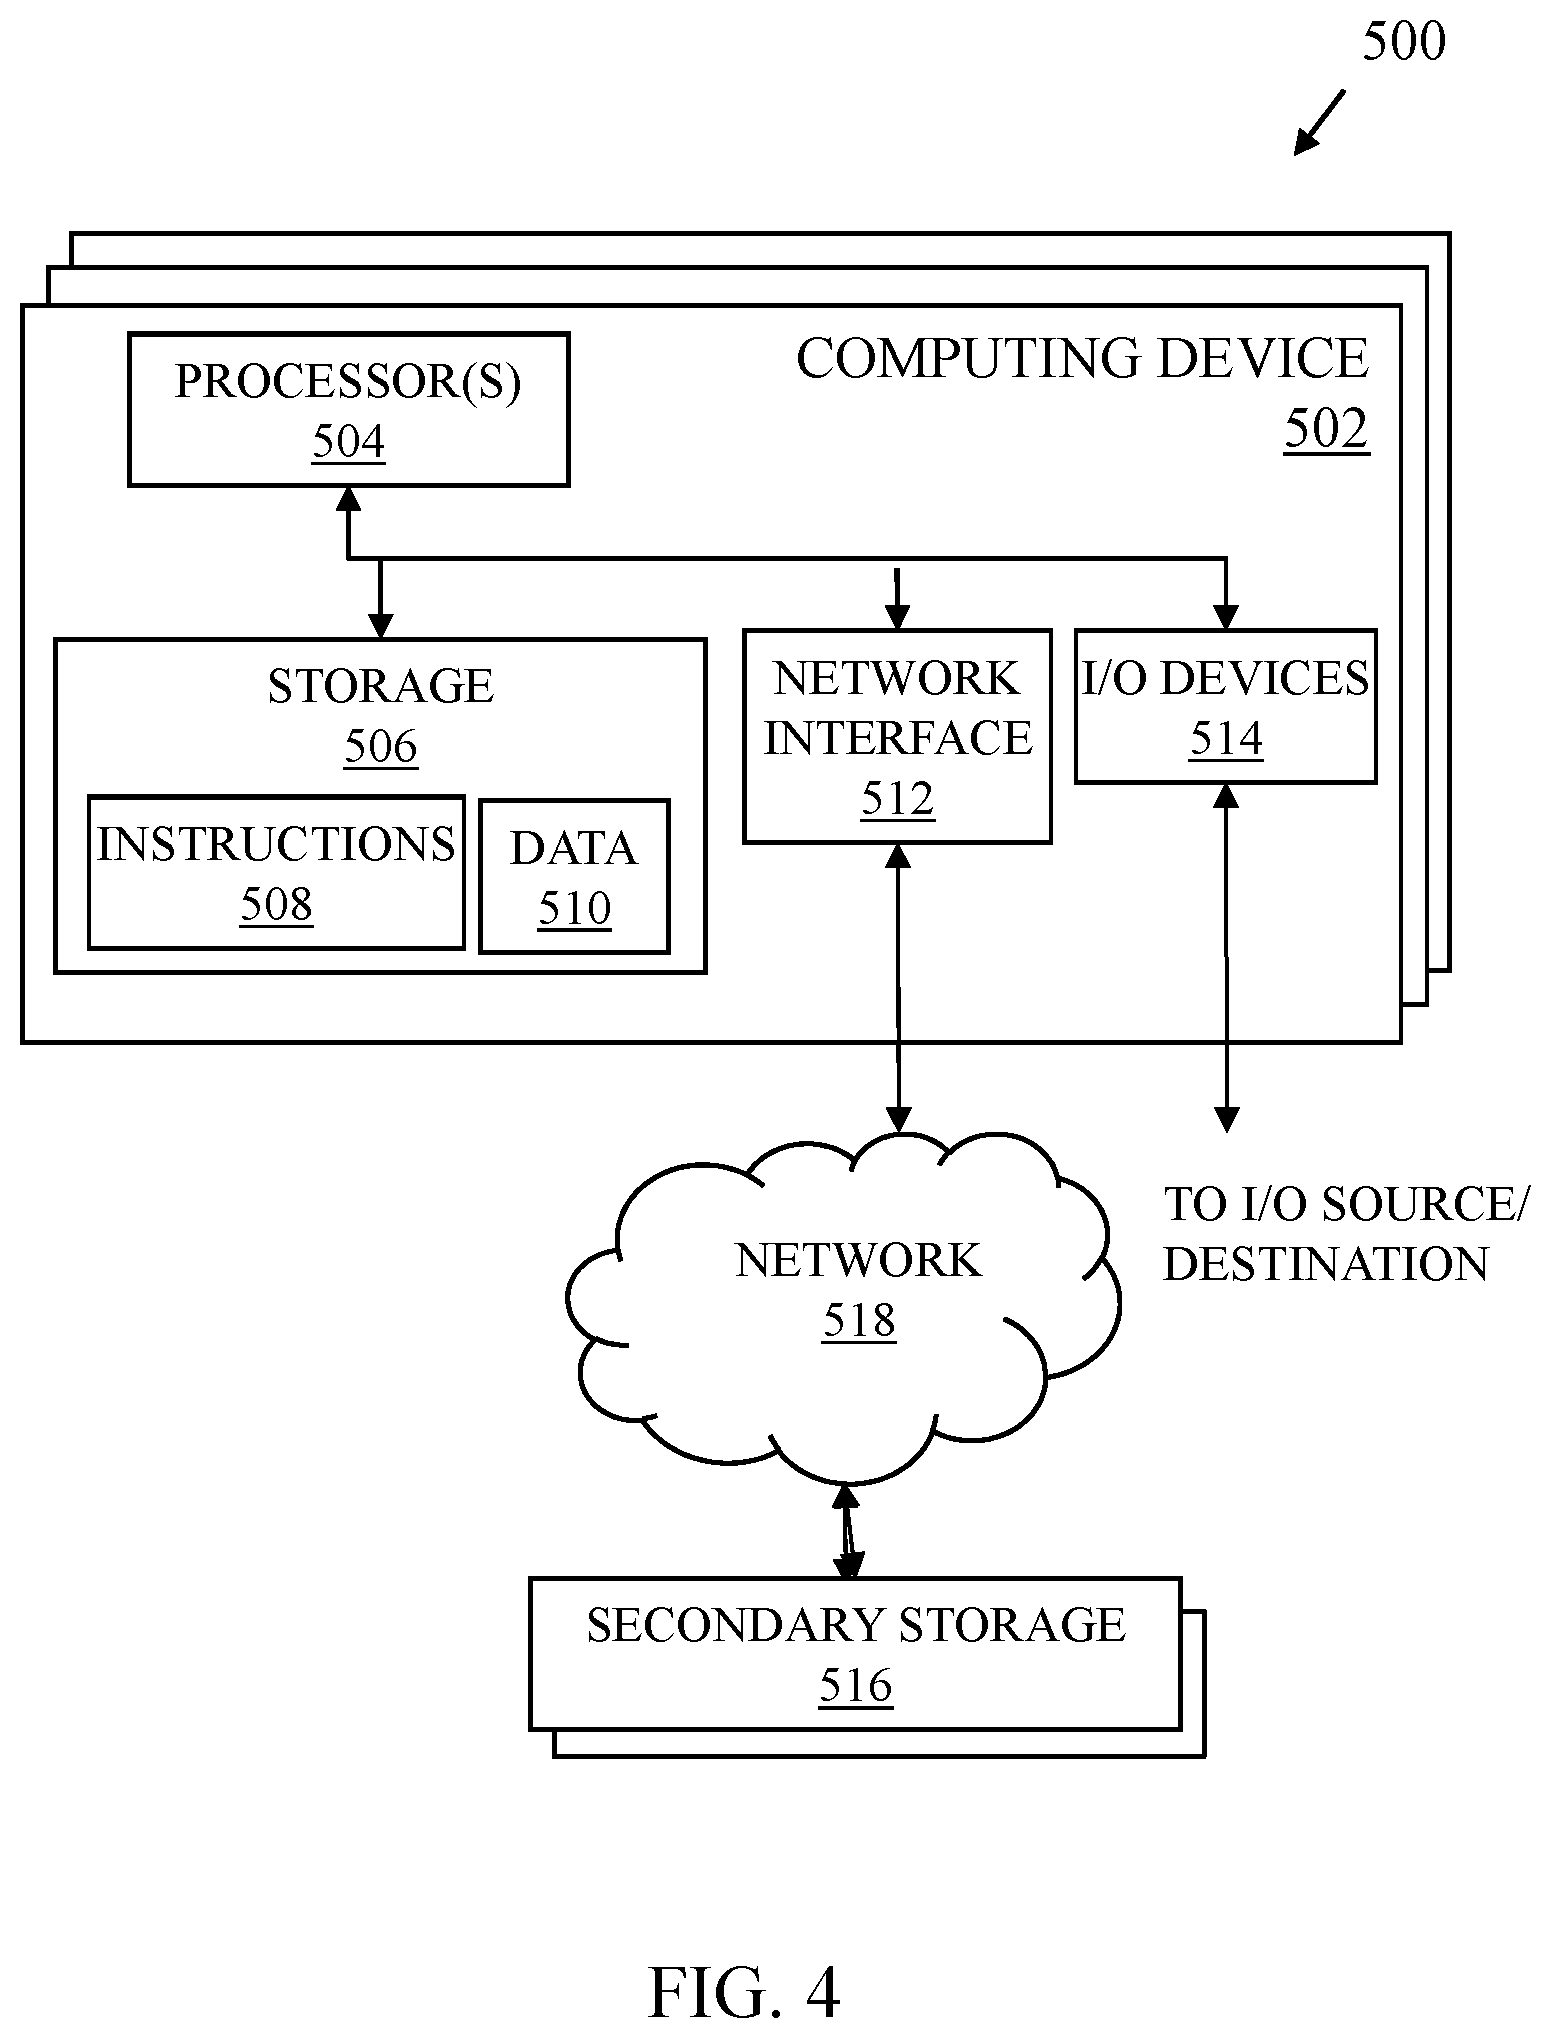 500
COMPUTING DEVICE
502
PROCESSOR(S)
504
STORAGE
506
INSTRUCTIONS
508
DATA
510
NETWORK
INTERFACE
512
I/O DEVICES
514
TO I/O SOURCE/
DESTINATION
NETWORK
518
SECONDARY STORAGE
516
FIG. 4